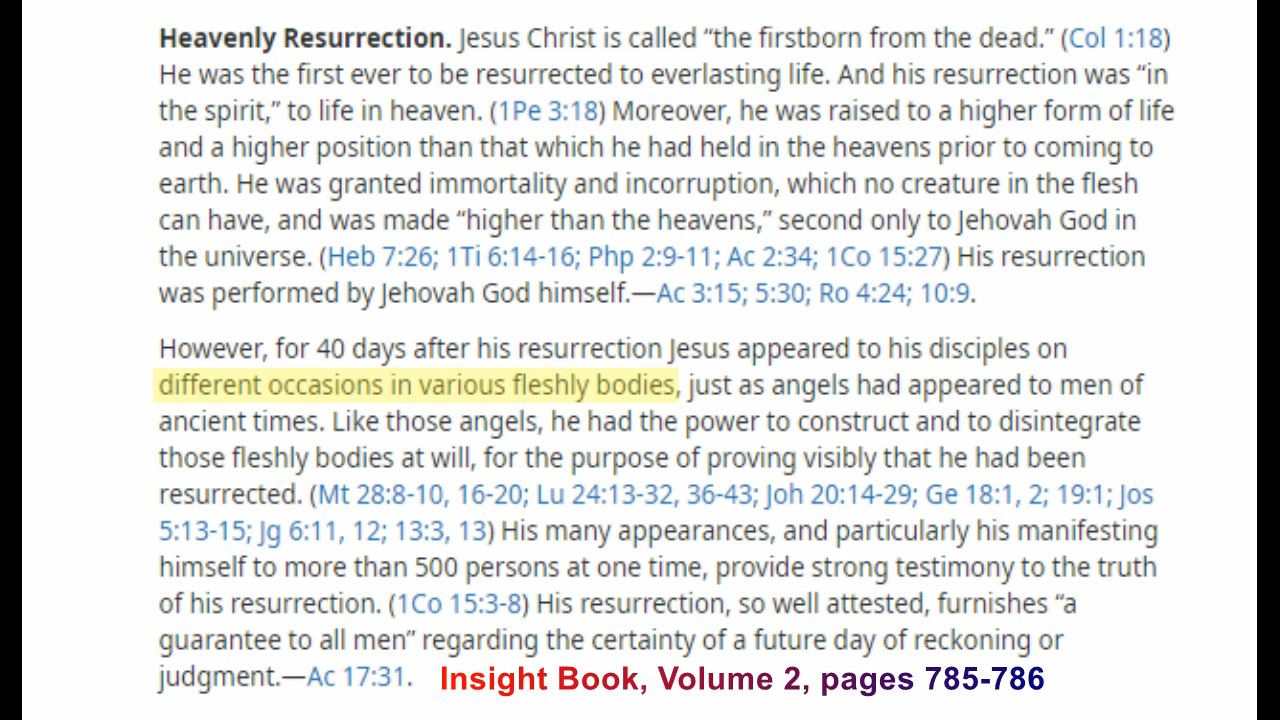 Heavenly Resurrection. Jesus Christ is called “the firstborn from the dead.” (Col 1:18)
He was the first ever to be resurrected to everlasting life. And his resurrection was “in
the spirit,” to life in heaven. (1Pe 3:18) Moreover, he was raised to a higher form of life
and a higher position than that which he had held in the heavens prior to coming to
earth. He was granted immortality and incorruption, which no creature in the flesh
can have, and was made “higher than the heavens,” second only to Jehovah God in
the universe. (Heb 7:26; 1Ti 6:14-16; Php 2:9-11; Ac 2:34; 1Co 15:27) His resurrection
was performed by Jehovah God himself.—Ac 3:15; 5:30; Ro 4:24; 10:9.
However, for 40 days after his resurrection Jesus appeared to his disciples on
different occasions in various fleshly bodies, just as angels had appeared to men of
ancient times. Like those angels, he had the power to construct and to disintegrate
those fleshly bodies at will, for the purpose of proving visibly that he had been
resurrected. (Mt 28:8-10, 16-20; Lu 24:13-32, 36-43; Joh 20:14-29; Ge 18:1, 2; 19:1; Jos
5:13-15; Jg 6:11, 12; 13:3, 13) His many appearances, and particularly his manifesting
himself to more than 500 persons at one time, provide strong testimony to the truth
of his resurrection. (1Co 15:3-8) His resurrection, so well attested, furnishes “a
guarantee to all men” regarding the certainty of a future day of reckoning or
judgment.—Ac 17:31. Insight Book, Volume 2, pages 785-786